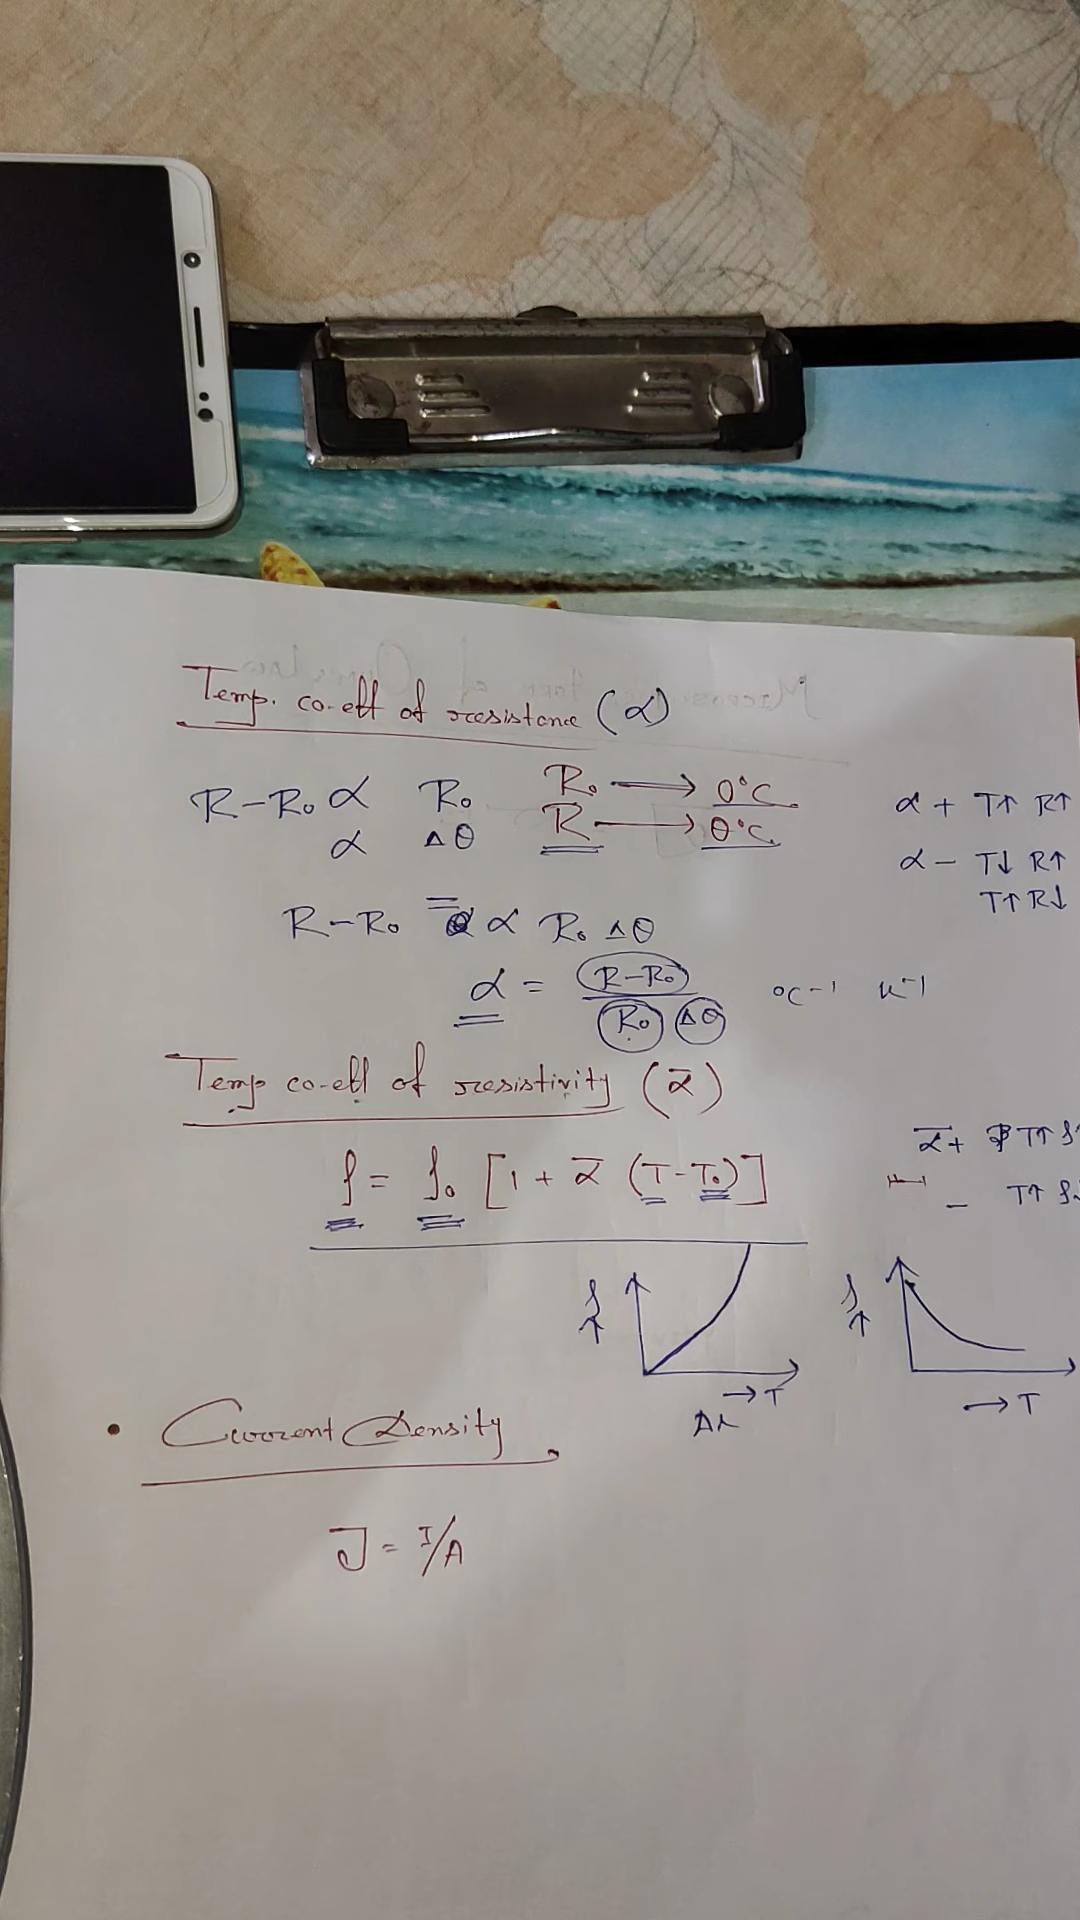 Temp. co-eff of resistance (α)
R-R₀ α R₀ R₀ → 0°C
α Δθ R → θ°C
α + T↑ R↑
α - T↓ R↑
T↑ R↓
R-R₀ = α R₀ Δθ
α = (R-R₀) / (R₀) (Δθ) °C⁻¹ K⁻¹
Temp co-eff of resistivity (ᾱ)
ᾱ + T↑ ρ↑
ρ = ρ₀ [1 + ᾱ (T-T₀)]
- T↑ ρ
ρ↑ →T
ρ↑ →T
• Current Density
J = I/A